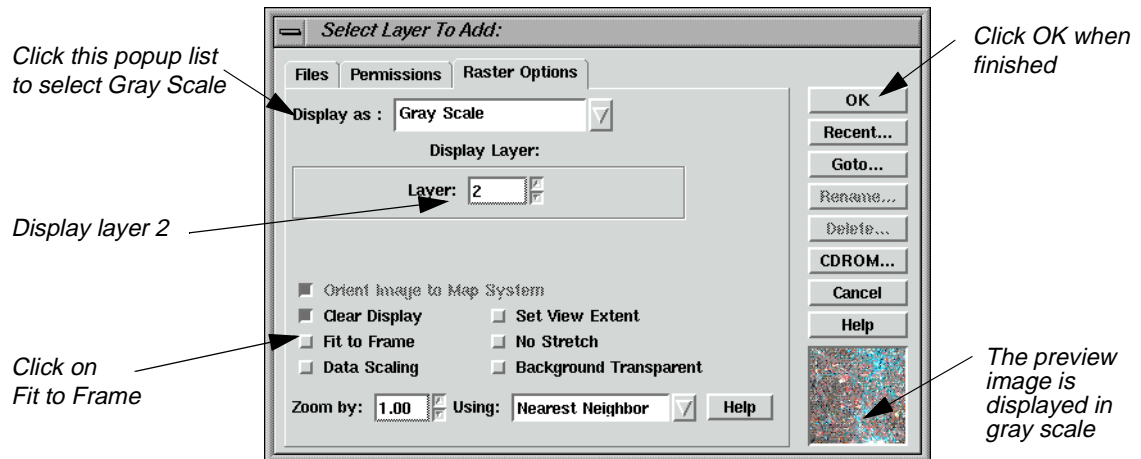 Select Layer To Add:
Click this popup list
to select Gray Scale
Click OK when
finished
Files Permissions Raster Options
Display as : Gray Scale
Display Layer:
Layer: 2
Display layer 2
Orient Image to Map System
Clear Display Set View Extent
Fit to Frame No Stretch
Data Scaling Background Transparent
Click on
Fit to Frame
Zoom by: 1.00 Using: Nearest Neighbor Help
OK
Recent...
Goto...
Rename...
Delete...
CDROM...
Cancel
Help
The preview
image is
displayed in
gray scale